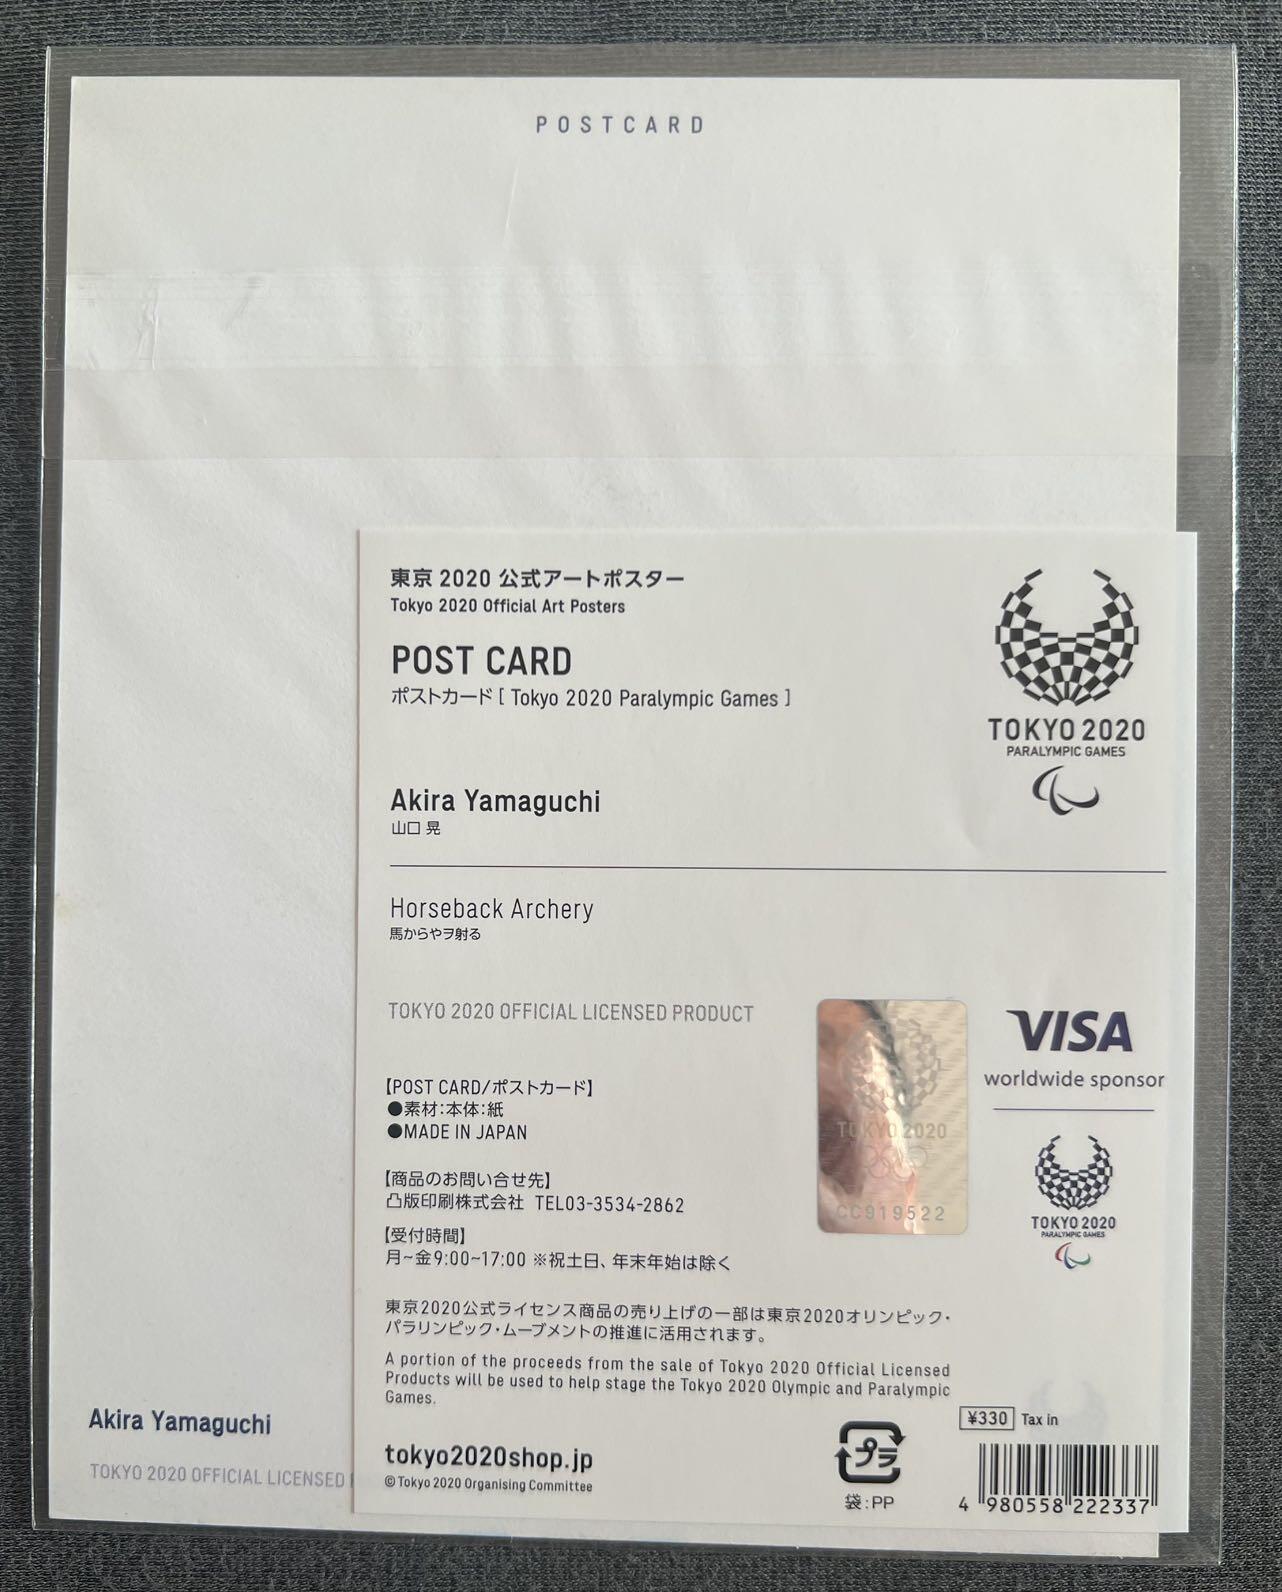 POSTCARD
東京 2020 公式アートポスター
Tokyo 2020 Official Art Posters
POST CARD
ポストカード [ Tokyo 2020 Paralympic Games ]
TOKYO 2020
PARALYMPIC GAMES
Akira Yamaguchi
山口 晃
Horseback Archery
馬からやヲ射る
TOKYO 2020 OFFICIAL LICENSED PRODUCT
【POST CARD/ポストカード】
●素材：本体：紙
●MADE IN JAPAN
【商品のお問い合せ先】
凸版印刷株式会社 TEL03-3534-2862
【受付時間】
月~金9:00~17:00 ※祝土日、年末年始は除く
東京2020公式ライセンス商品の売り上げの一部は東京2020オリンピック・
パラリンピック・ムーブメントの推進に活用されます。
A portion of the proceeds from the sale of Tokyo 2020 Official Licensed
Products will be used to help stage the Tokyo 2020 Olympic and Paralympic
Games.
tokyo2020shop.jp
© Tokyo 2020 Organising Committee
TOKYO 2020
CC919522
VISA
worldwide sponsor
TOKYO 2020
PARALYMPIC GAMES
プラ
袋：PP
¥330 Tax in
4 980558 222337
Akira Yamaguchi
TOKYO 2020 OFFICIAL LICENSED